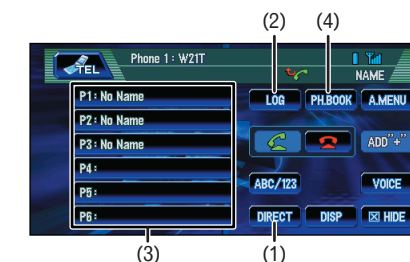 (2) (4)
TEL Phone 1 : W21T
NAME
P1: No Name LOG PH.BOOK A.MENU
P2: No Name
P3: No Name ADD"+"
P4:
P5: ABC/123 VOICE
P6: DIRECT DISP HIDE
(3) (1)